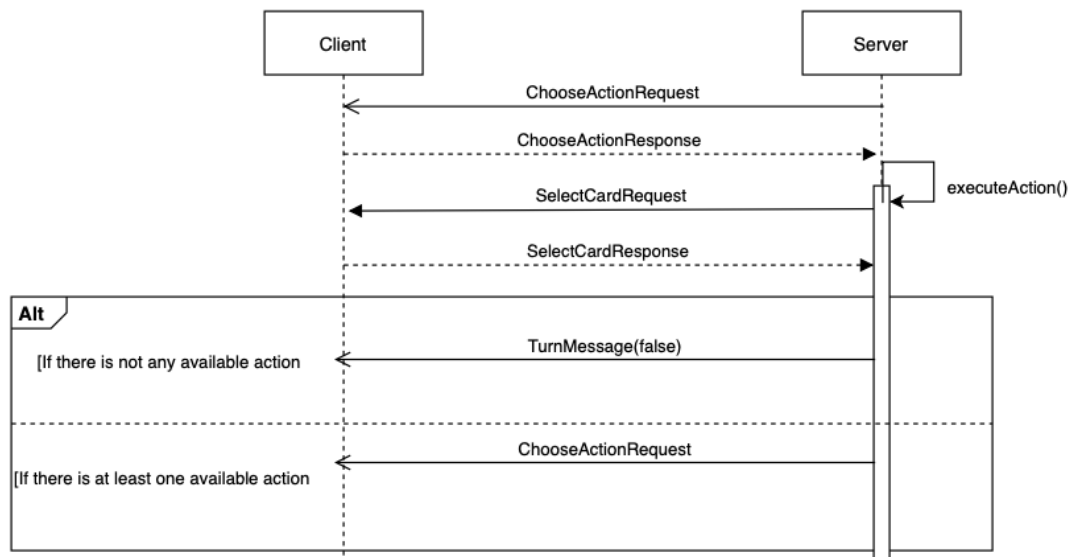 Client
Server
ChooseActionRequest
ChooseActionResponse
executeAction()
SelectCardRequest
SelectCardResponse
Alt
TurnMessage(false)
[If there is not any available action
ChooseActionRequest
[If there is at least one available action